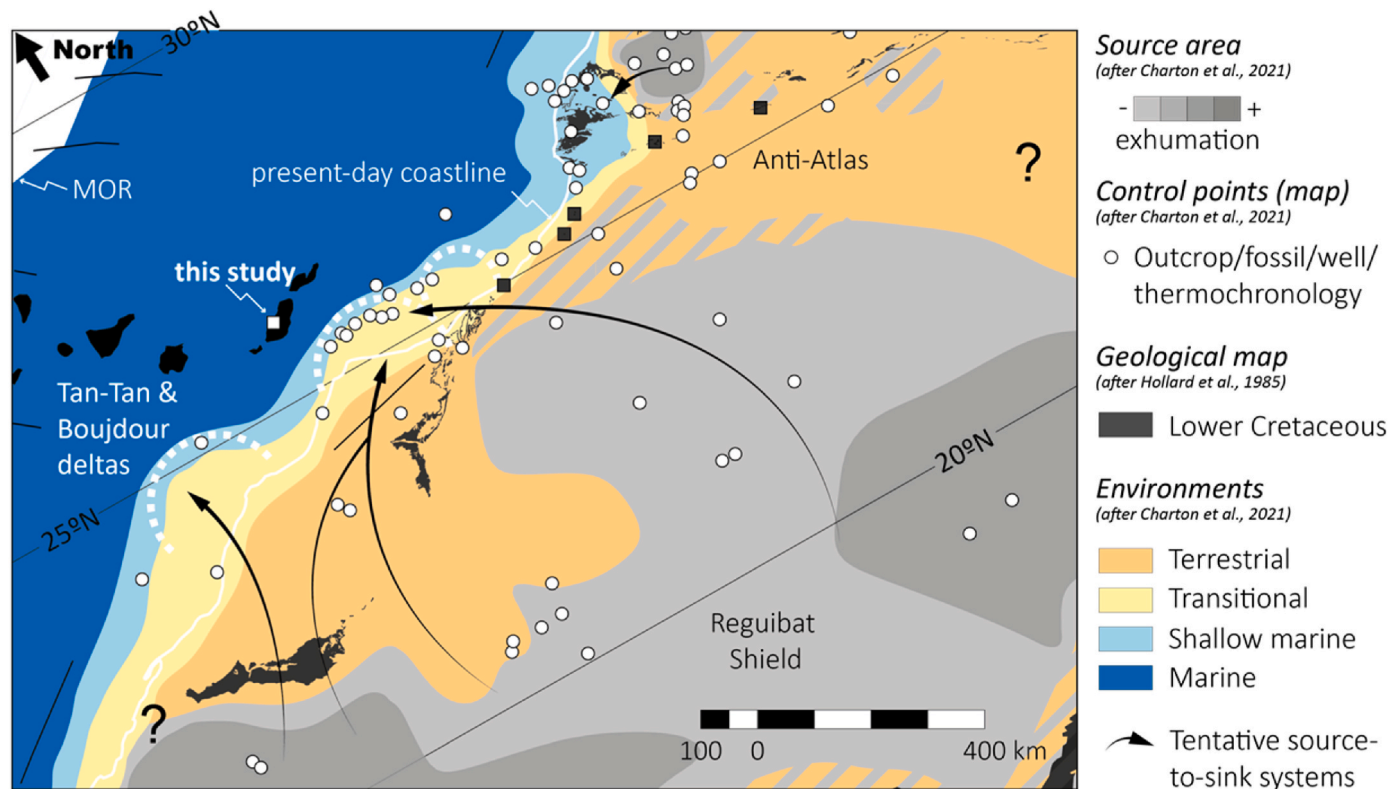 30ºN
North
MOR
present-day coastline
Anti-Atlas
?
this study
Tan-Tan &
Boujdour
deltas
25ºN
20ºN
Reguibat
Shield
?
100 0 400 km
Source area
(after Charton et al., 2021)
- +
exhumation
Control points (map)
(after Charton et al., 2021)
Outcrop/fossil/well/
thermochronology
Geological map
(after Hollard et al., 1985)
Lower Cretaceous
Environments
(after Charton et al., 2021)
Terrestrial
Transitional
Shallow marine
Marine
Tentative source-
to-sink systems